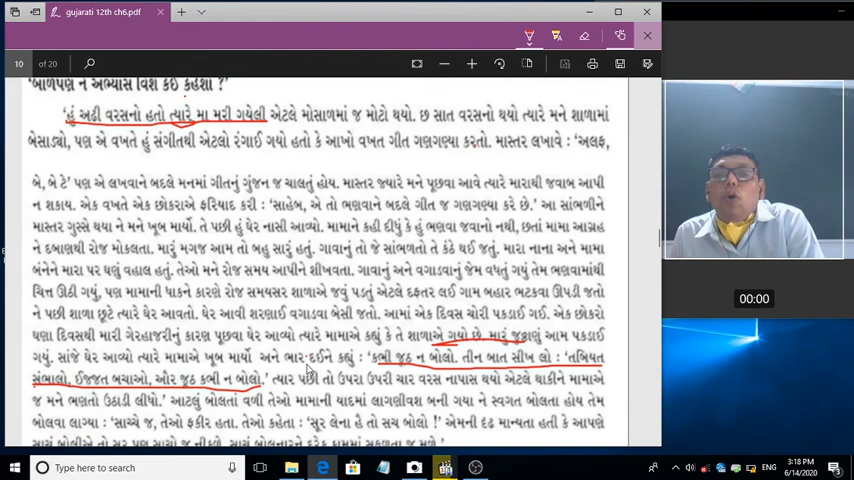 gujarati 12th ch6.pdf
10 of 20
'બાળપણ ને અભ્યાસ વિશે કંઈ કહેશો ?'
'હું અઢી વરસનો હતો ત્યારે મા મરી ગયેલી એટલે મોસાળમાં જ મોટો થયો. છ સાત વરસનો થયો ત્યારે મને શાળામાં
બેસાડ્યો, પણ એ વખતે હું સંગીતથી એટલો રંગાઈ ગયો હતો કે આખો વખત ગીત ગણગણ્યા કરતો. માસ્તર લખાવે : 'અલફ,
બે, બે ટે' પણ એ લખવાને બદલે મનમાં ગીતનું ગુંજન જ ચાલતું હોય. માસ્તર જ્યારે મને પૂછવા આવે ત્યારે મારાથી જવાબ આપી
ન શકાય. એક વખતે એક છોકરાએ ફરિયાદ કરી : 'સાહેબ, એ તો ભણવાને બદલે ગીત જ ગણગણ્યા કરે છે.' આ સાંભળીને
માસ્તર ગુસ્સે થયા ને મને ખૂબ માર્યો. તે પછી હું ઘેર નાસી આવ્યો. મામાને કહી દીધું કે હું ભણવા જવાનો નથી, છતાં મામા આગ્રહ
ને દબાણથી રોજ મોકલતા. મારું મગજ આમ તો બહુ સારું હતું. ગાવાનું તો જે સાંભળતો તે કંઠે થઈ જતું. મારા નાના અને મામા
બંનેને મારા પર ઘણું વહાલ હતું. તેઓ મને રોજ સમય આપીને શીખવતા. ગાવાનું અને વગાડવાનું જેમ વધતું ગયું તેમ ભણવામાંથી
ચિત્ત ઊઠી ગયું, પણ મામાની ધાકને કારણે રોજ સમયસર શાળાએ જવું પડતું એટલે દફતર લઈ ગામ બહાર ભટકવા ઊપડી જતો
ને પછી શાળા છૂટે ત્યારે ઘેર આવતો. ઘેર આવી શરણાઈ વગાડવા બેસી જતો. આમાં એક દિવસ ચોરી પકડાઈ ગઈ. એક છોકરો
ઘણા દિવસથી મારી ગેરહાજરીનું કારણ પૂછવા ઘેર આવ્યો ત્યારે મામાએ કહ્યું કે તે શાળાએ ગયો છે. મારું જુઠ્ઠાણું આમ પકડાઈ
ગયું. સાંજે ઘેર આવ્યો ત્યારે મામાએ ખૂબ માર્યો અને ભાર દઈને કહ્યું : 'કભી જૂઠ ન બોલો. તીન બાત સીખ લો : 'તબિયત
સંભાલો, ઈજ્જત બચાઓ, ઔર જૂઠ કભી ન બોલો.' ત્યાર પછી તો ઉપરા ઉપરી ચાર વરસ નાપાસ થયો એટલે થાકીને મામાએ
જ મને ભણતો ઉઠાડી લીધો.' આટલું બોલતાં વળી તેઓ મામાની યાદમાં લાગણીવશ બની ગયા ને સ્વગત બોલતા હોય તેમ
બોલવા લાગ્યા : 'સાચ્ચે જ, તેઓ ફકીર હતા. તેઓ કહેતા : 'સૂર લેના હૈ તો સચ બોલો !' એમની દૃઢ માન્યતા હતી કે આપણે
સાચું બોલીએ તો સૂર પણ સાચો જ નીકળે. સાચું બોલનારને દરેક કામમાં સફળતા જ મળે.
00:00
Type here to search
ENG
3:18 PM
6/14/2020